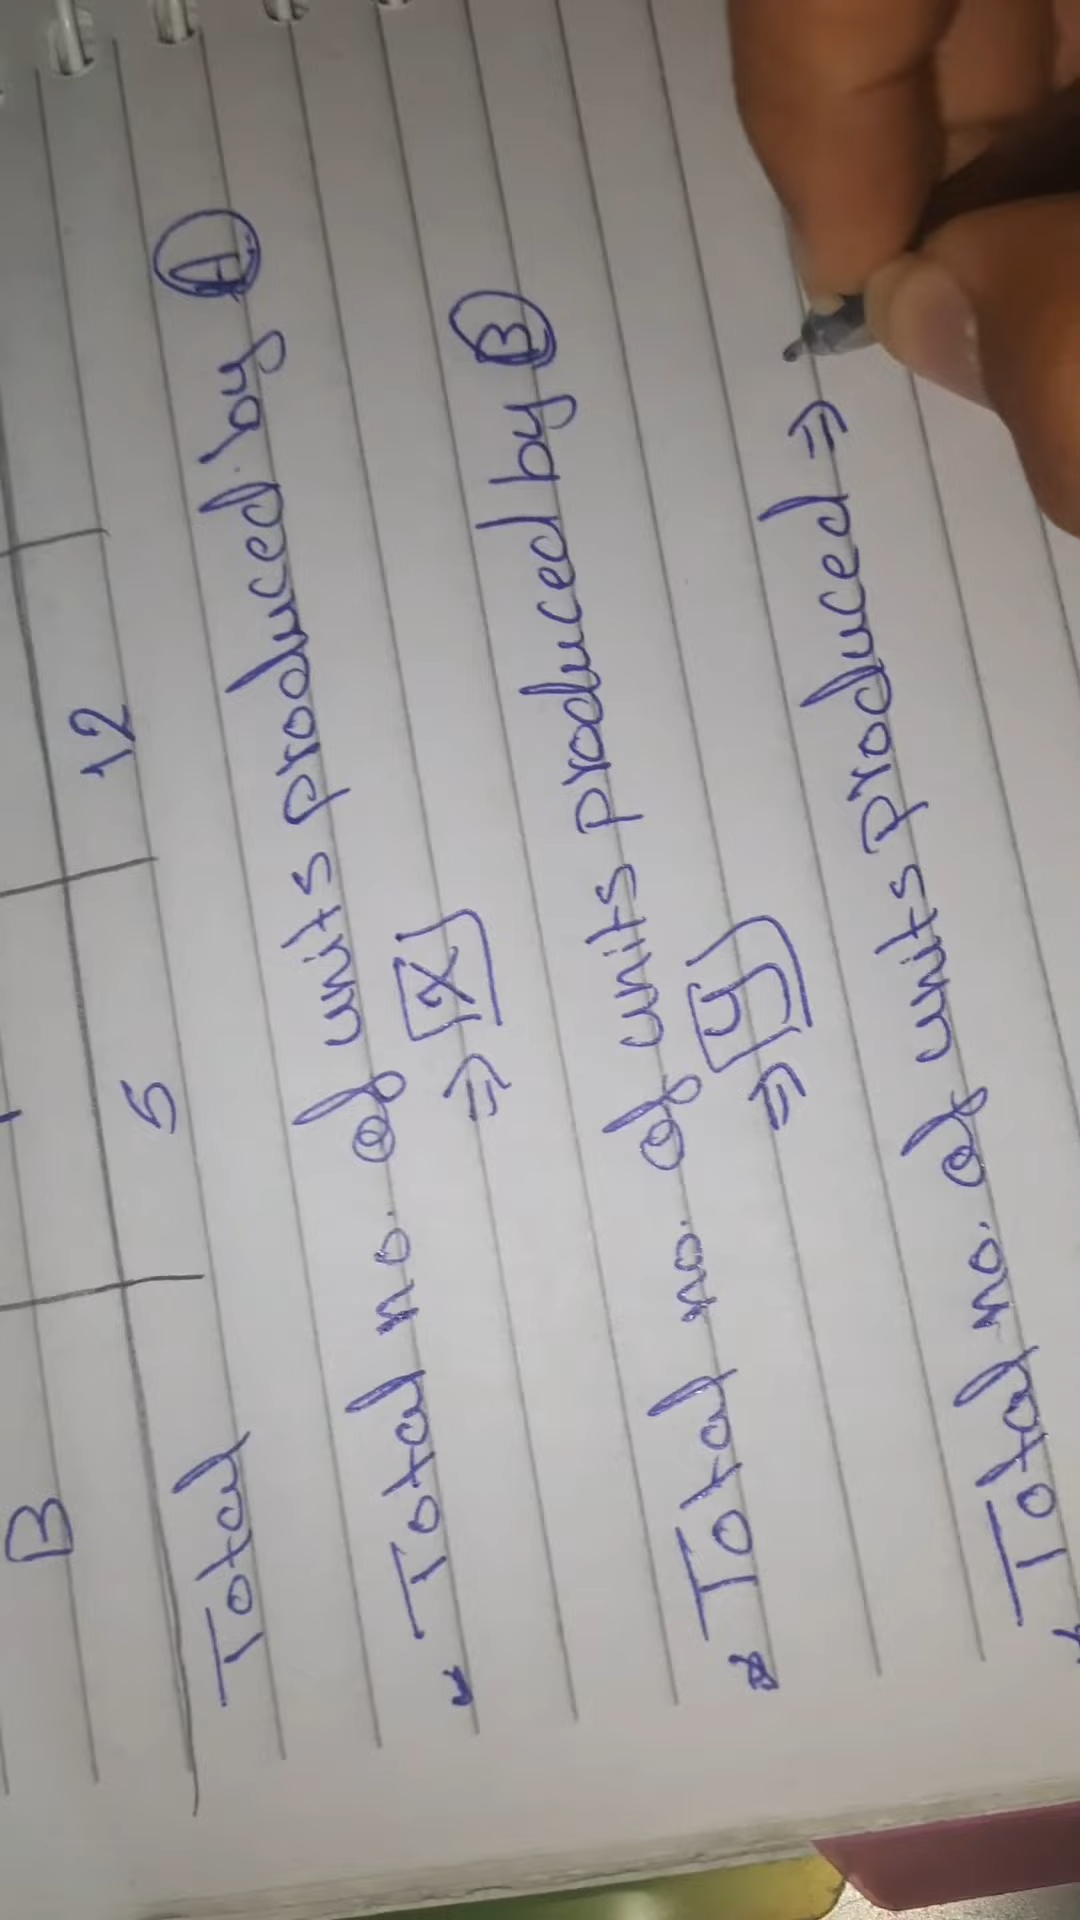 B
Total 5 12
Total no. of units produced by A
⇒ x
Total no. of units produced by B
⇒ y
Total no. of units produced ⇒